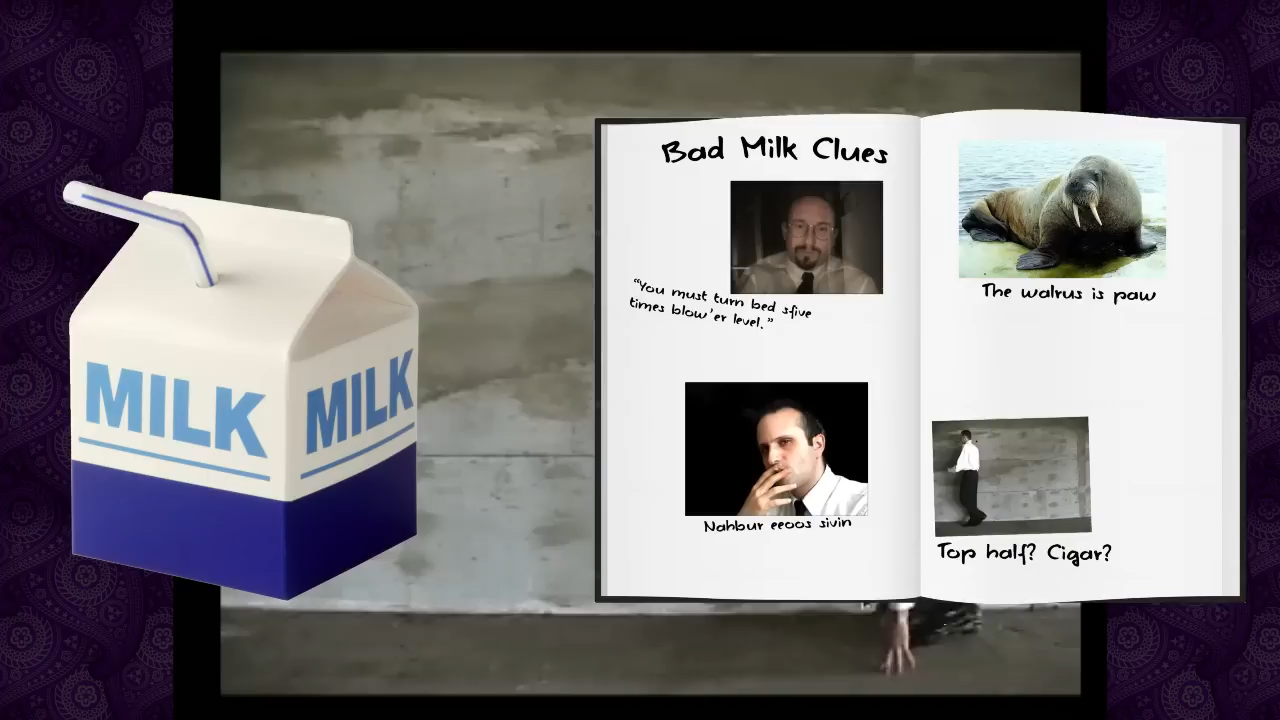 MILK
MILK
Bad Milk Clues
"You must turn bed sfive
times blow'er level."
Nahbur eeoos sivin
The walrus is paw
Top half? Cigar?